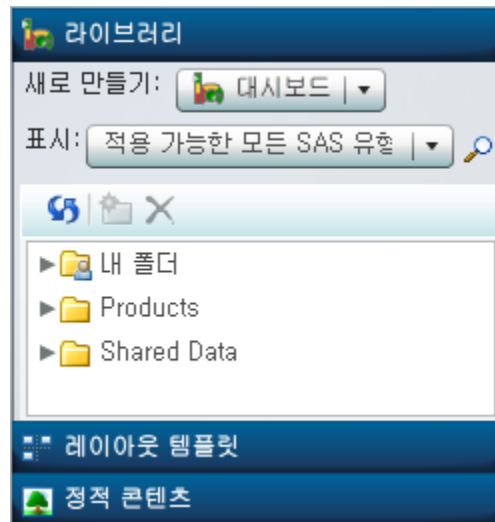 라이브러리
새로 만들기: 대시보드
표시: 적용 가능한 모든 SAS 유형
내 폴더
Products
Shared Data
레이아웃 템플릿
정적 콘텐츠